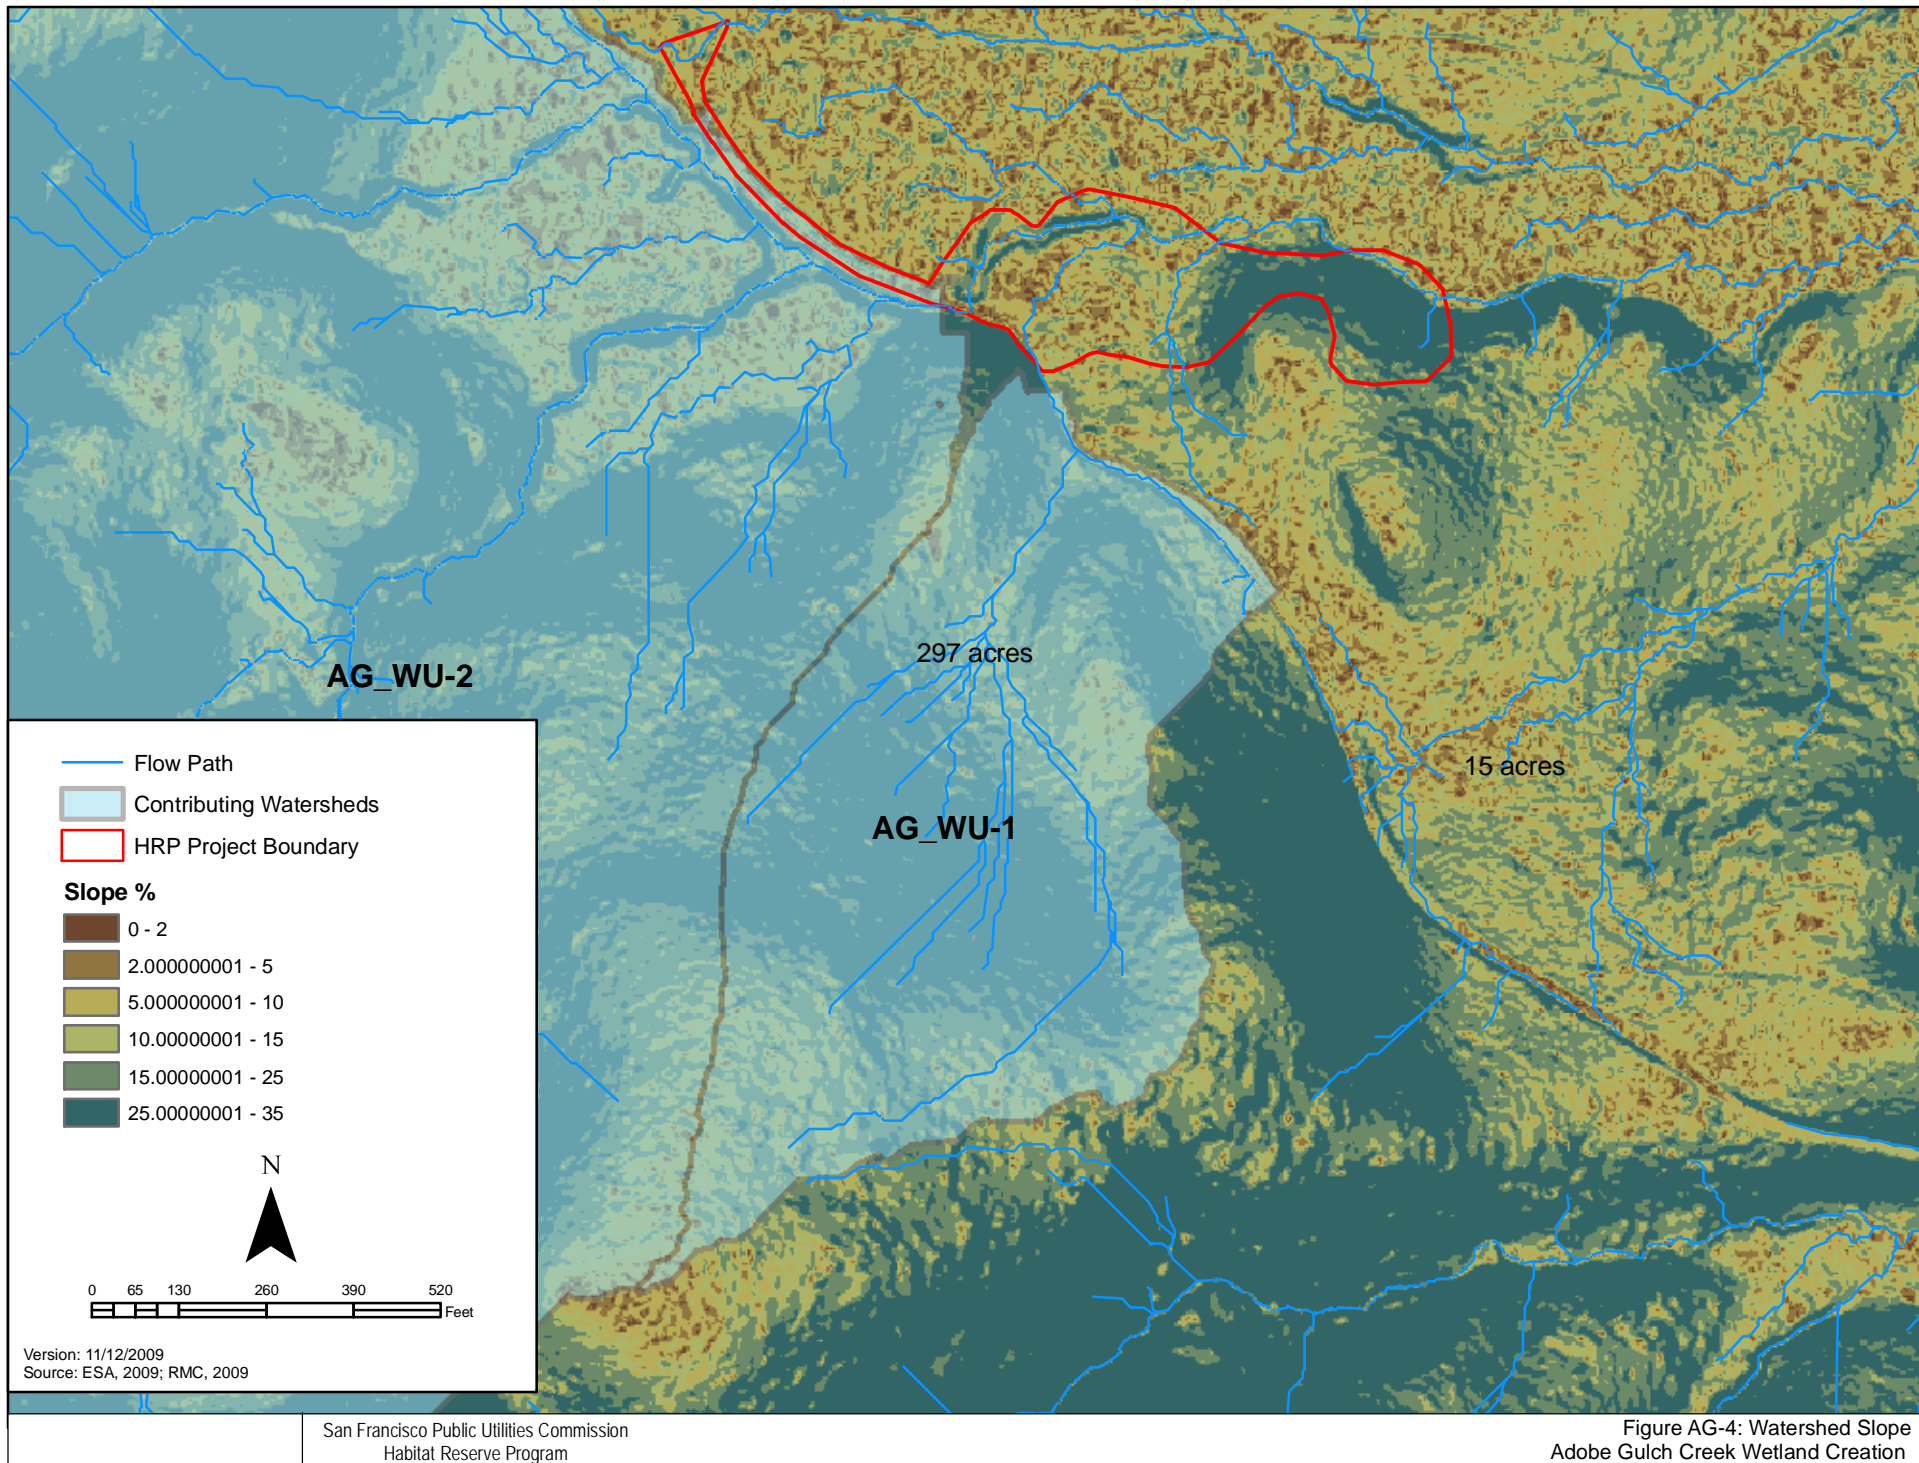 297 acres
AG_WU-2
15 acres
AG_WU-1
Flow Path
Contributing Watersheds
HRP Project Boundary
Slope %
0 - 2
2.000000001 - 5
5.000000001 - 10
10.00000001 - 15
15.00000001 - 25
25.00000001 - 35
N
0 65 130 260 390 520
Feet
Version: 11/12/2009
Source: ESA, 2009; RMC, 2009
San Francisco Public Utilities Commission
Habitat Reserve Program
Figure AG-4: Watershed Slope
Adobe Gulch Creek Wetland Creation